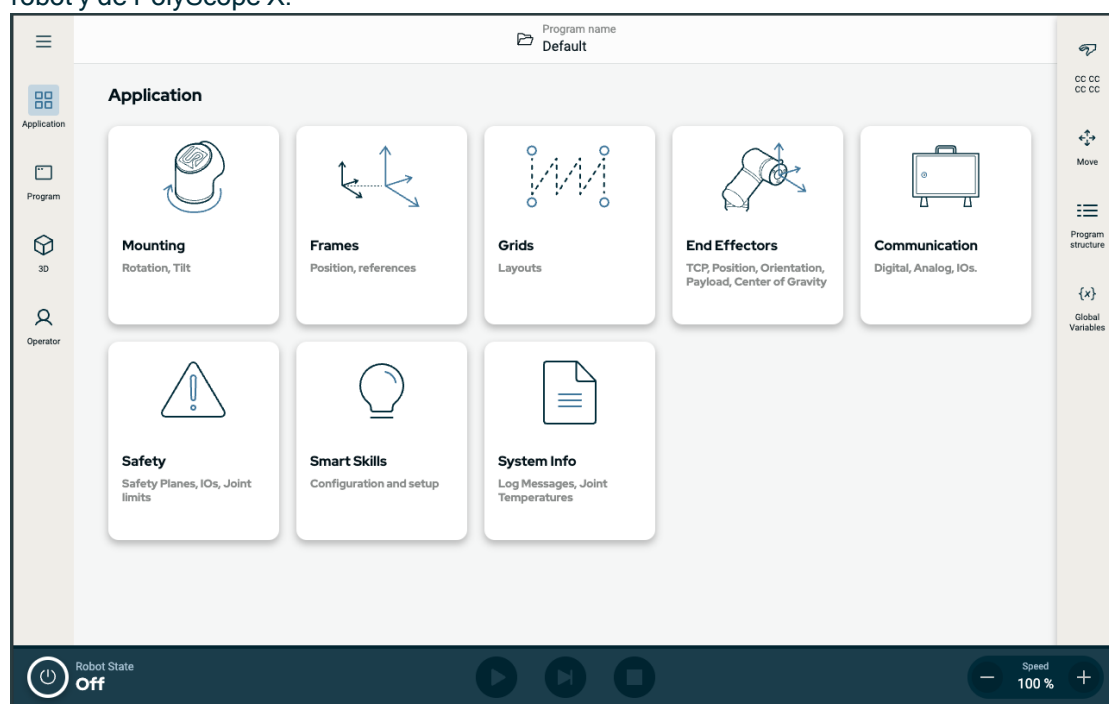 robot y de PolyScope X.
Program name
Default
Application
Program
3D
Operator
Application
Mounting
Rotation, Tilt
Frames
Position, references
Grids
Layouts
End Effectors
TCP, Position, Orientation,
Payload, Center of Gravity
Communication
Digital, Analog, IOs.
Safety
Safety Planes, IOs, Joint
limits
Smart Skills
Configuration and setup
System Info
Log Messages, Joint
Temperatures
CC CC
CC CC
Move
Program
structure
{x}
Global
Variables
Robot State
Off
Speed
100 %